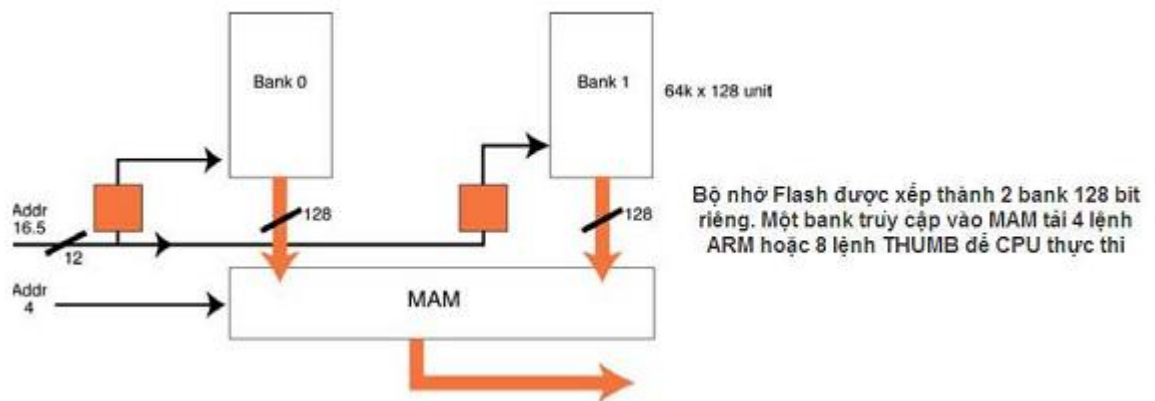 Bank 0
Bank 1
64k x 128 unit
Addr
16.5
12
128
128
Bộ nhớ Flash được xếp thành 2 bank 128 bit
riêng. Một bank truy cập vào MAM tải 4 lệnh
ARM hoặc 8 lệnh THUMB để CPU thực thi
Addr
4
MAM